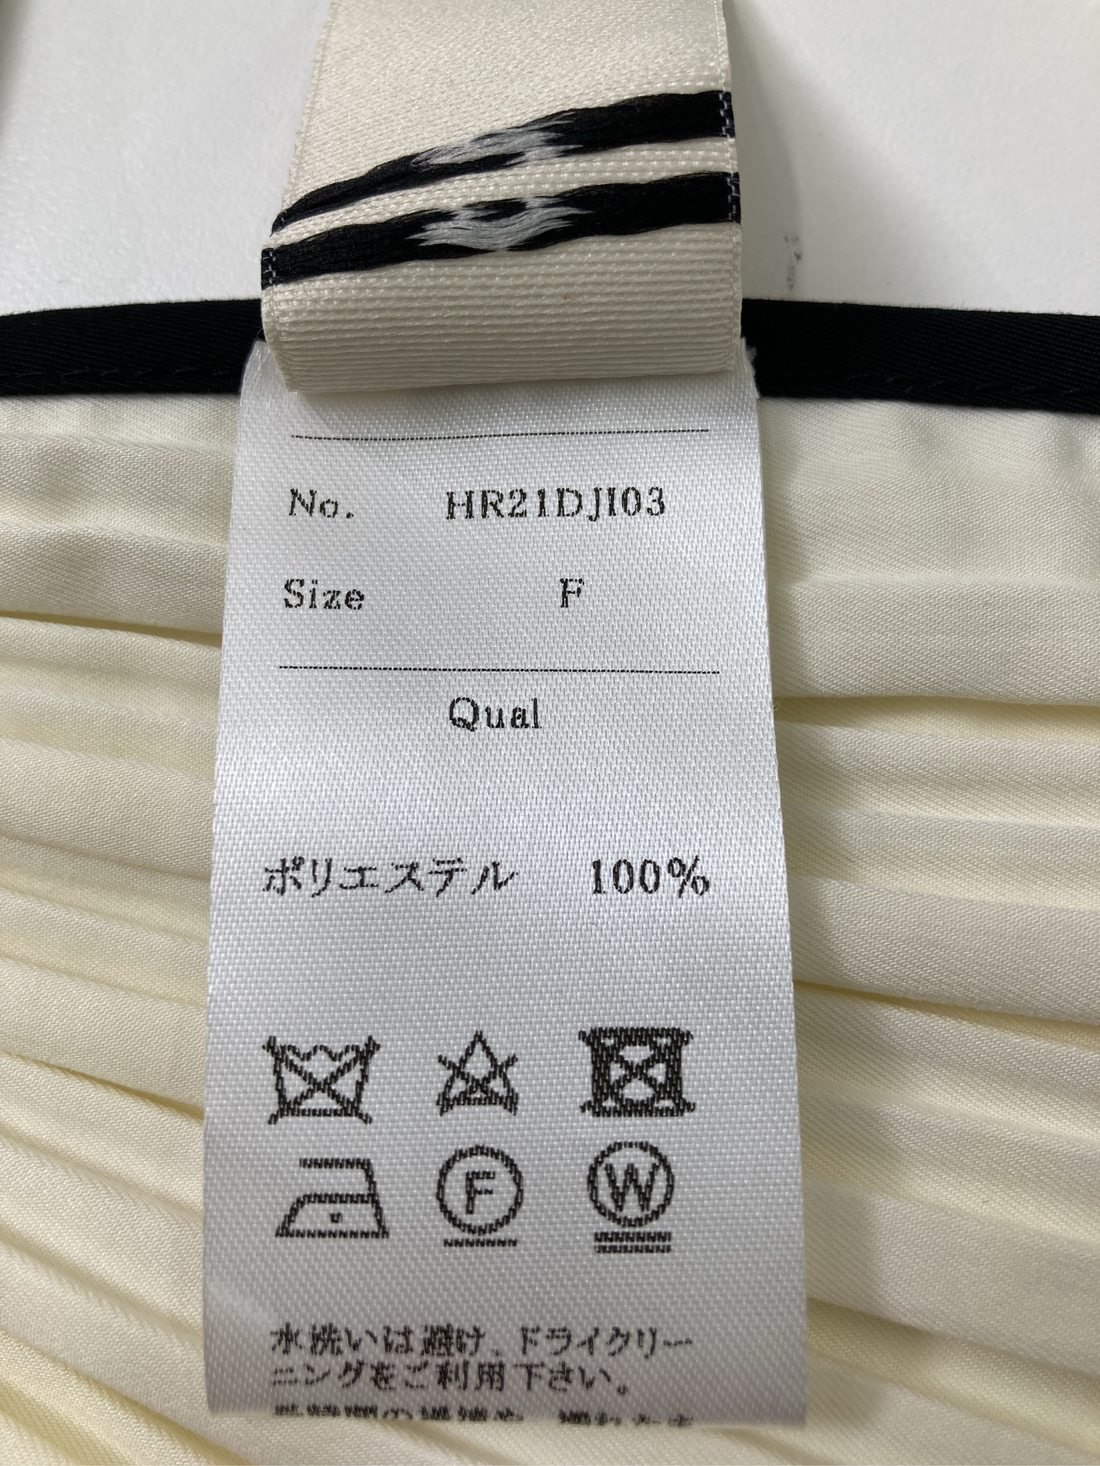 No. HR21DJI03
Size F
Qual
ポリエステル 100%
F
W
水洗いは避け、ドライクリー
ニングをご利用下さい。